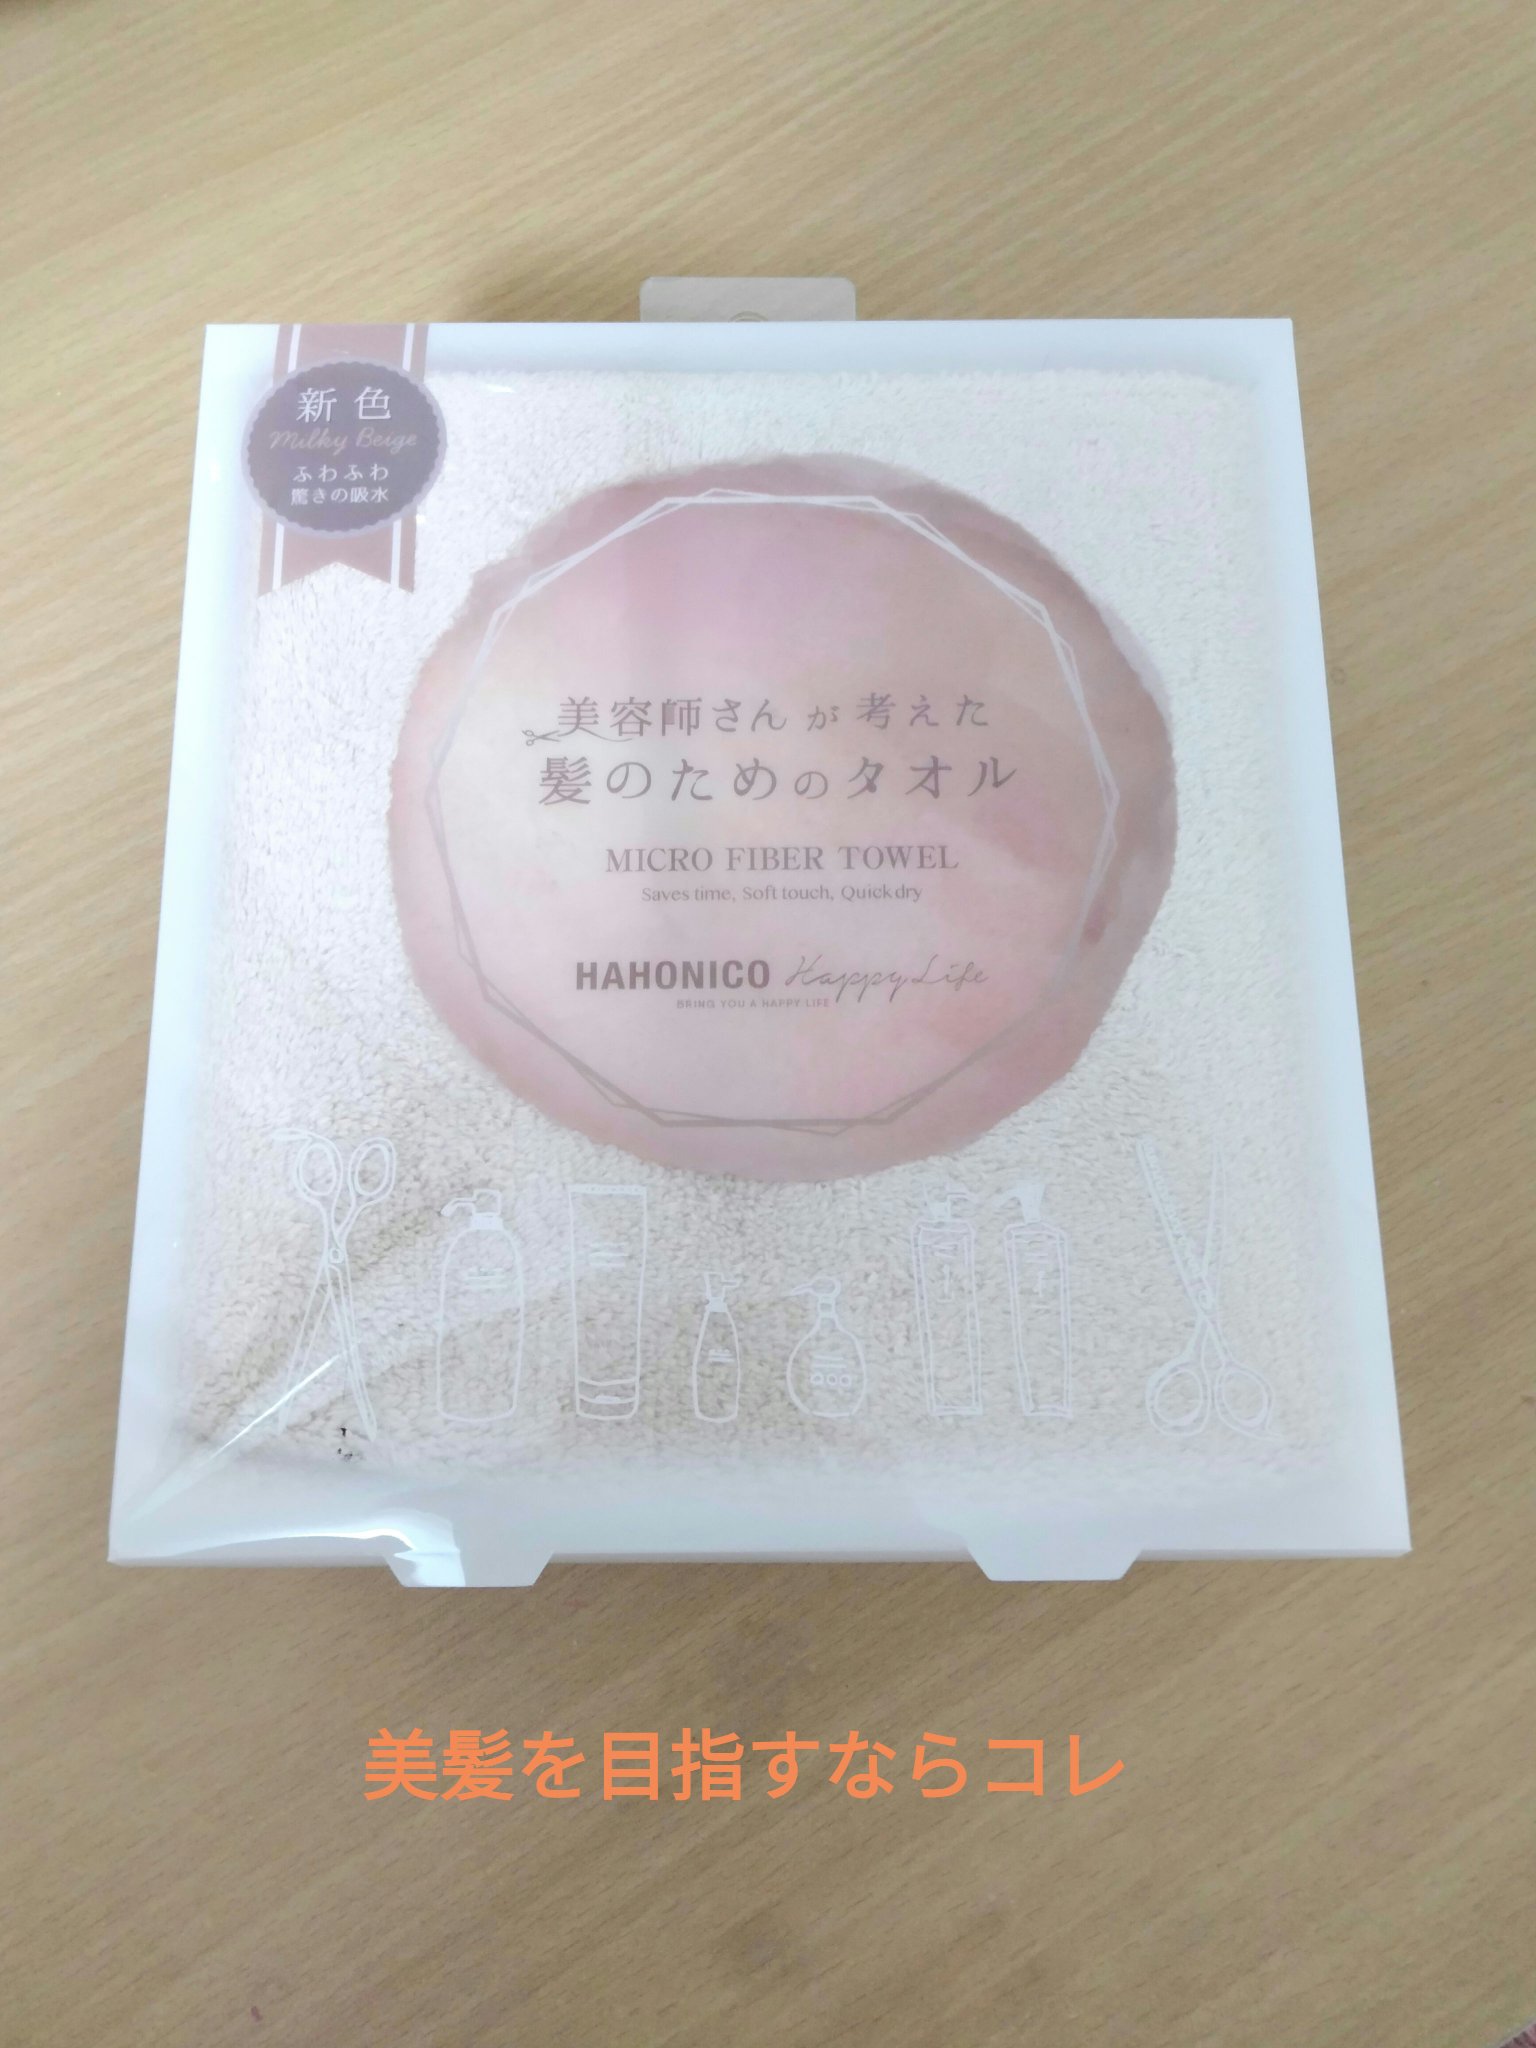 新色
Milky Beige
ふわふわ
驚きの吸水
美容師さんが考えた
髪のためのタオル
MICRO FIBER TOWEL
Saves time, Soft touch, Quick dry
HAHONICO Happy Life
BRING YOU A HAPPY LIFE
美髪を目指すならコレ